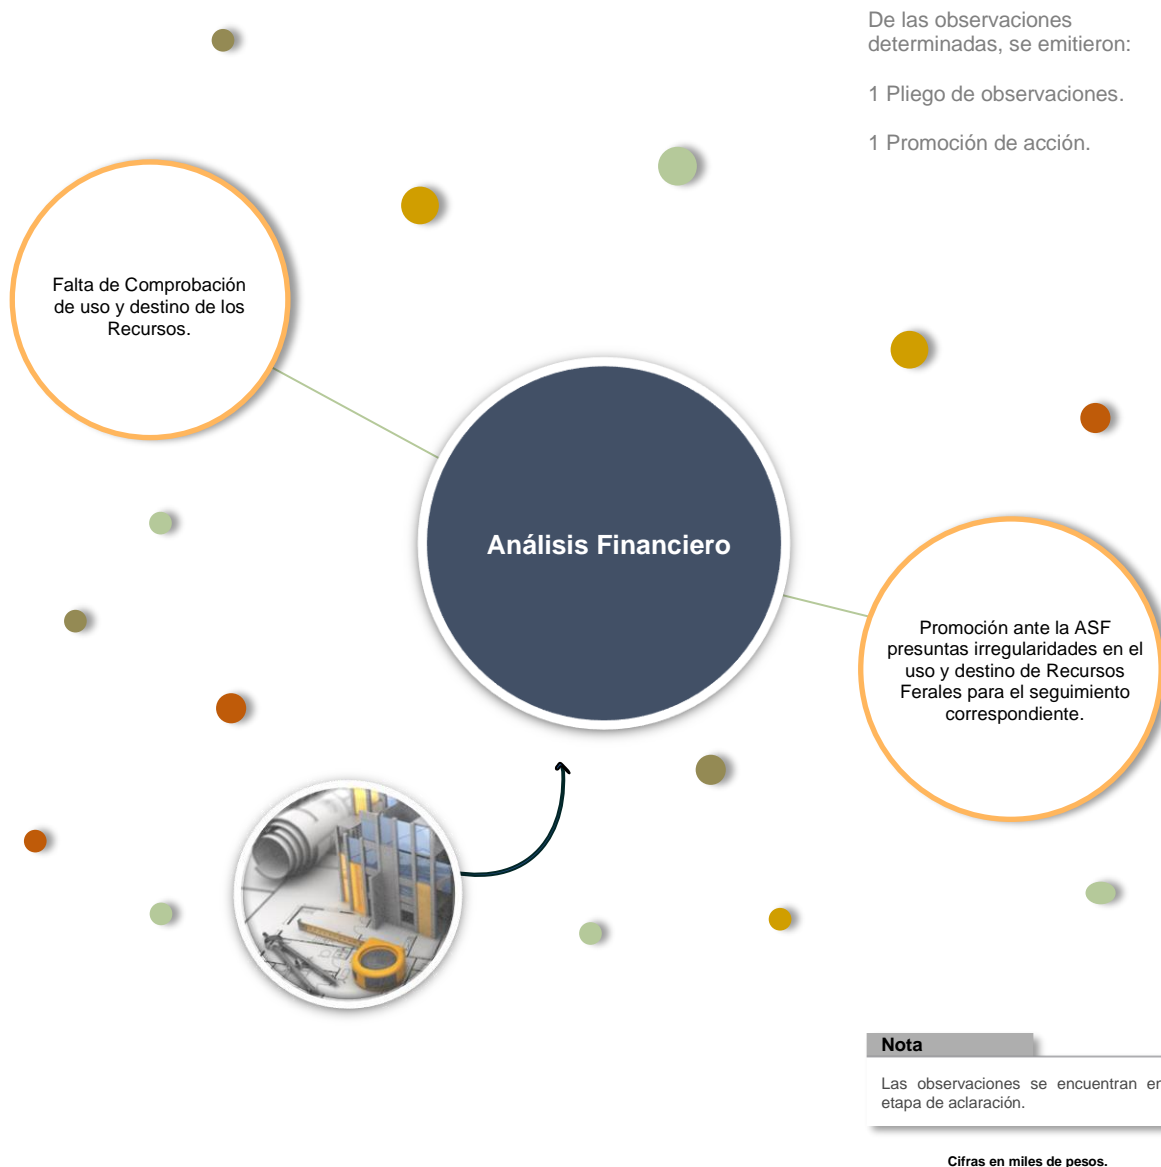 De las observaciones
determinadas, se emitieron:
1 Pliego de observaciones.
1 Promoción de acción.
Falta de Comprobación
de uso y destino de los
Recursos.
Análisis Financiero
Promoción ante la ASF
presuntas irregularidades en el
uso y destino de Recursos
Ferales para el seguimiento
correspondiente.
Nota
Las observaciones se encuentran en
etapa de aclaración.
Cifras en miles de pesos.